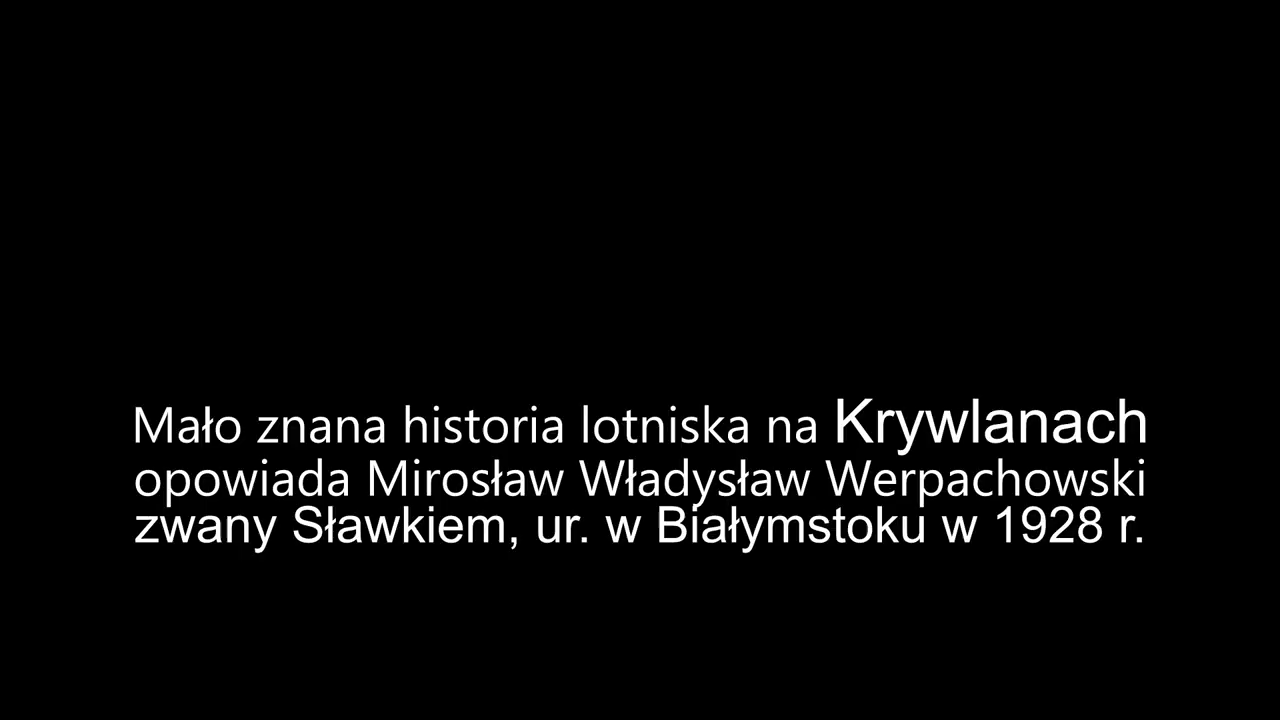 Mało znana historia lotniska na Krywlanach
opowiada Mirosław Władysław Werpachowski
zwany Sławkiem, ur. w Białymstoku w 1928 r.